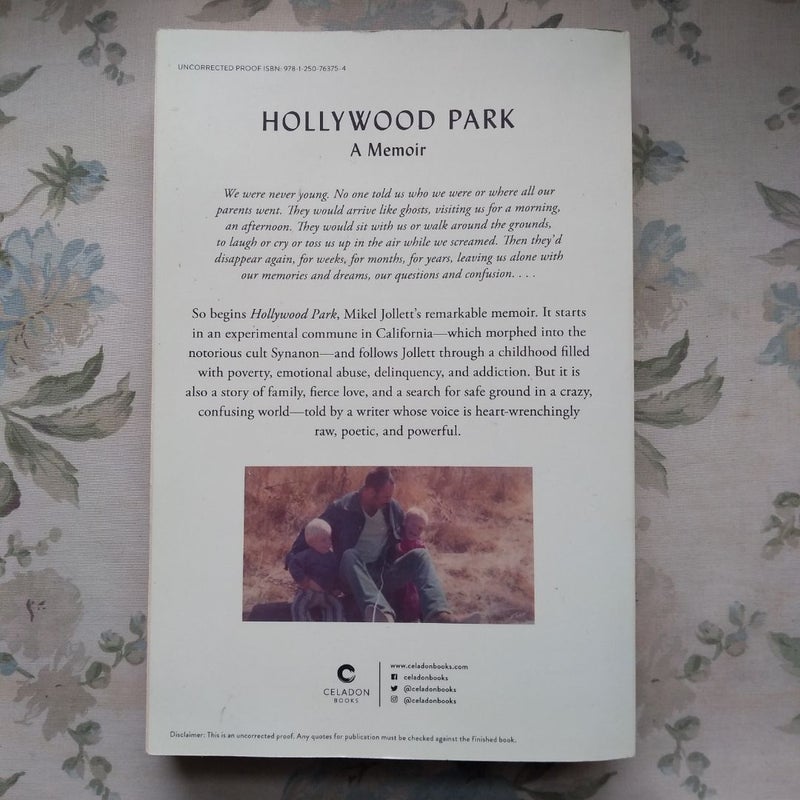 UNCORRECTED PROOF ISBN: 978-1-250-76375-4
HOLLYWOOD PARK
A Memoir
We were never young. No one told us who we were or where all our
parents went. They would arrive like ghosts, visiting us for a morning,
an afternoon. They would sit with us or walk around the grounds,
to laugh or cry or toss us up in the air while we screamed. Then they'd
disappear again, for weeks, for months, for years, leaving us alone with
our memories and dreams, our questions and confusion. . . .
So begins Hollywood Park, Mikel Jollett's remarkable memoir. It starts
in an experimental commune in California—which morphed into the
notorious cult Synanon—and follows Jollett through a childhood filled
with poverty, emotional abuse, delinquency, and addiction. But it is
also a story of family, fierce love, and a search for safe ground in a crazy,
confusing world—told by a writer whose voice is heart-wrenchingly
raw, poetic, and powerful.
CELADON
BOOKS
www.celadonbooks.com
celadonbooks
@celadonbooks
@celadonbooks
Disclaimer: This is an uncorrected proof. Any quotes for publication must be checked against the finished book.